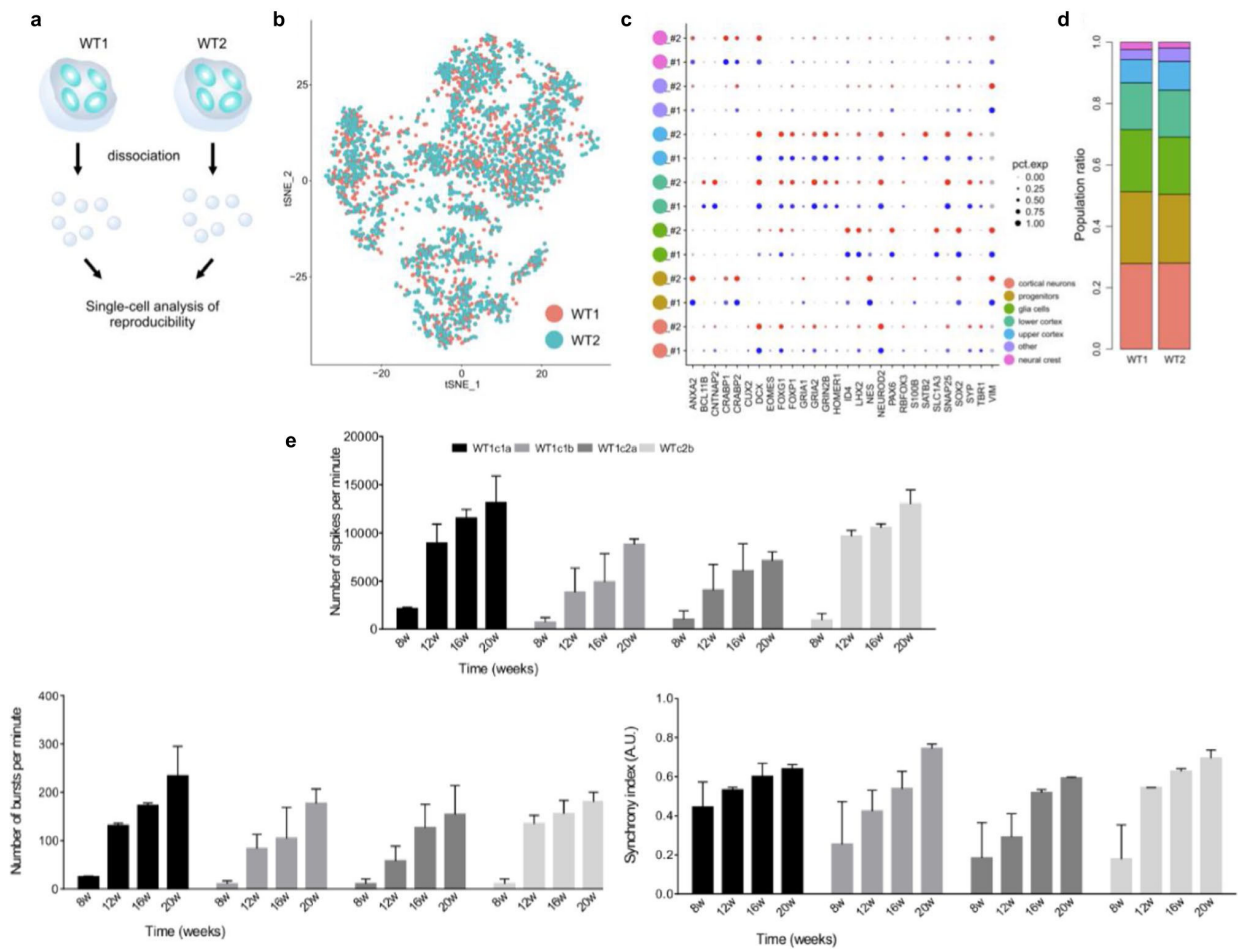 a
WT1 WT2
dissociation
Single-cell analysis of
reproducibility
b
tSNE_2
25
0
−25
−20 0 20
tSNE_1
WT1
WT2
c
#2
#1
#2
#1
#2
#1
#2
#1
#2
#1
#2
#1
#2
#1
ANXA2 BCL11B CNTNAP2 CRABP1 CRABP2 CUX2 DCX EOMES FOXG1 FOXP1 GRIA1 GRIA2 GRIN2B HOMER1 ID4 LHX2 NES NEUROD2 PAX6 RBFOX3 S100B SATB2 SLC1A3 SNAP25 SOX2 SYP TBR1 VIM
pct.exp
0.00
0.25
0.50
0.75
1.00
cortical neurons
progenitors
glia cells
lower cortex
upper cortex
other
neural crest
d
Population ratio
1.0
0.8
0.6
0.4
0.2
0.0
WT1 WT2
e
Number of spikes per minute
20000
15000
10000
5000
0
WT1c1a WT1c1b WT1c2a WTc2b
8w 12w 16w 20w 8w 12w 16w 20w 8w 12w 16w 20w 8w 12w 16w 20w
Time (weeks)
Number of bursts per minute
400
300
200
100
0
8w 12w 16w 20w 8w 12w 16w 20w 8w 12w 16w 20w 8w 12w 16w 20w
Time (weeks)
Synchrony index (A.U.)
1.0
0.8
0.6
0.4
0.2
0.0
8w 12w 16w 20w 8w 12w 16w 20w 8w 12w 16w 20w 8w 12w 16w 20w
Time (weeks)